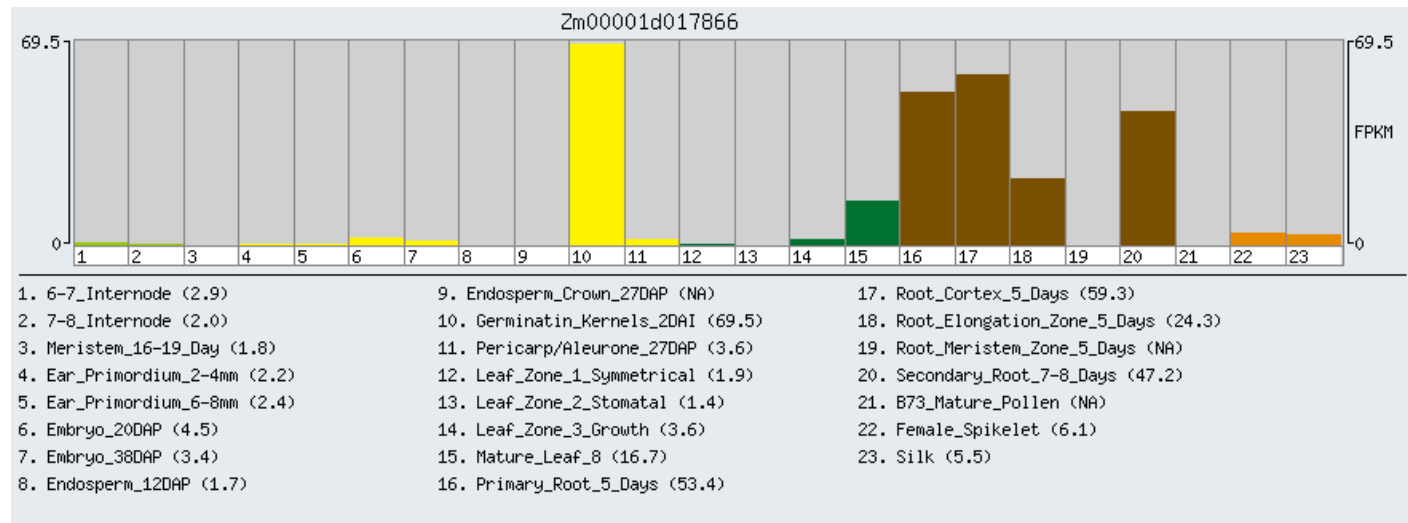 Zm00001d017866
69.5
69.5
FPKM
0
0
1 2 3 4 5 6 7 8 9 10 11 12 13 14 15 16 17 18 19 20 21 22 23
1. 6-7_Internode (2.9)
2. 7-8_Internode (2.0)
3. Meristem_16-19_Day (1.8)
4. Ear_Primordium_2-4mm (2.2)
5. Ear_Primordium_6-8mm (2.4)
6. Embryo_20DAP (4.5)
7. Embryo_38DAP (3.4)
8. Endosperm_12DAP (1.7)
9. Endosperm_Crown_27DAP (NA)
10. Germinatin_Kernels_2DAI (69.5)
11. Pericarp/Aleurone_27DAP (3.6)
12. Leaf_Zone_1_Symmetrical (1.9)
13. Leaf_Zone_2_Stomatal (1.4)
14. Leaf_Zone_3_Growth (3.6)
15. Mature_Leaf_8 (16.7)
16. Primary_Root_5_Days (53.4)
17. Root_Cortex_5_Days (59.3)
18. Root_Elongation_Zone_5_Days (24.3)
19. Root_Meristem_Zone_5_Days (NA)
20. Secondary_Root_7-8_Days (47.2)
21. B73_Mature_Pollen (NA)
22. Female_Spikelet (6.1)
23. Silk (5.5)